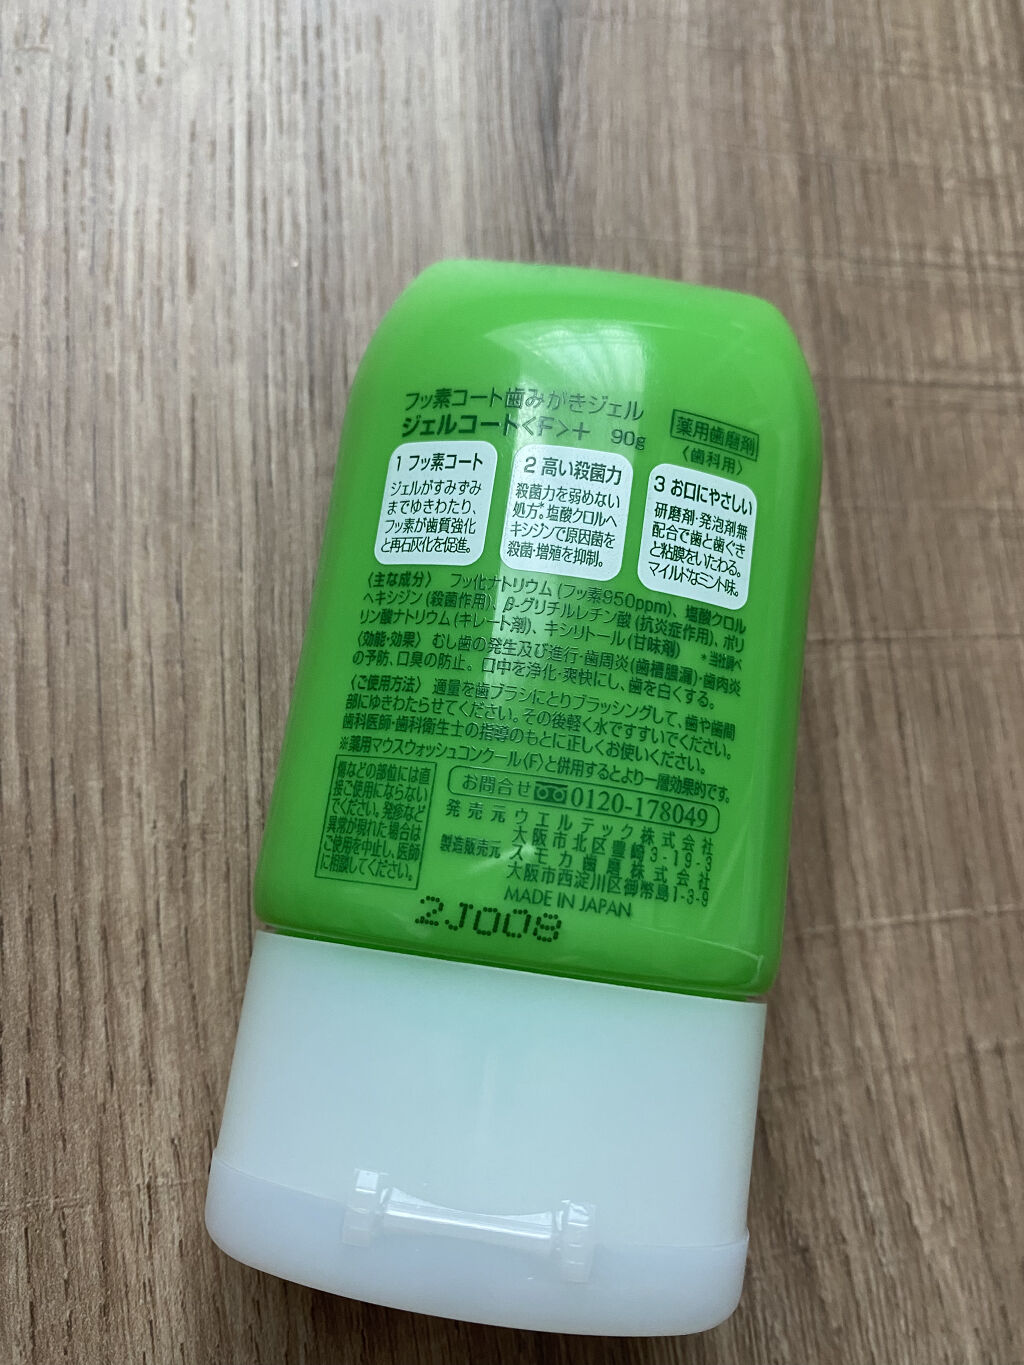 フッ素コート歯みがきジェル
ジェルコート〈F〉+ 90g
薬用歯磨剤
〈歯科用〉
1 フッ素コート
ジェルがすみずみ
までゆきわたり、
フッ素が歯質強化
と再石灰化を促進。
2 高い殺菌力
殺菌力を弱めない
処方*。塩酸クロルヘ
キシジンで原因菌を
殺菌・増殖を抑制。
3 お口にやさしい
研磨剤・発泡剤無
配合で歯と歯ぐき
と粘膜をいたわる。
マイルドなミント味。
〈主な成分〉 フッ化ナトリウム(フッ素950ppm)、塩酸クロル
ヘキシジン(殺菌作用)、β-グリチルレチン酸(抗炎症作用)、ポリ
リン酸ナトリウム(キレート剤)、キシリトール(甘味剤) *当社調べ
〈効能・効果〉 むし歯の発生及び進行・歯周炎(歯槽膿漏)・歯肉炎
の予防、口臭の防止。口中を浄化・爽快にし、歯を白くする。
〈ご使用方法〉 適量を歯ブラシにとりブラッシングして、歯や歯間
部にゆきわたらせてください。その後軽く水ですすいでください。
歯科医師・歯科衛生士の指導のもとに正しくお使いください。
※薬用マウスウォッシュコンクール〈F〉と併用するとより一層効果的です。
傷などの部位には直
接ご使用にならない
でください。発疹など
異常が現れた場合は
ご使用を中止し、医師
に相談してください。
お問合せ 0120-178049
発売元 ウエルテック株式会社
大阪市北区豊崎3-19-3
製造販売元 スモカ歯磨株式会社
大阪市西淀川区御幣島1-3-9
MADE IN JAPAN
2J008